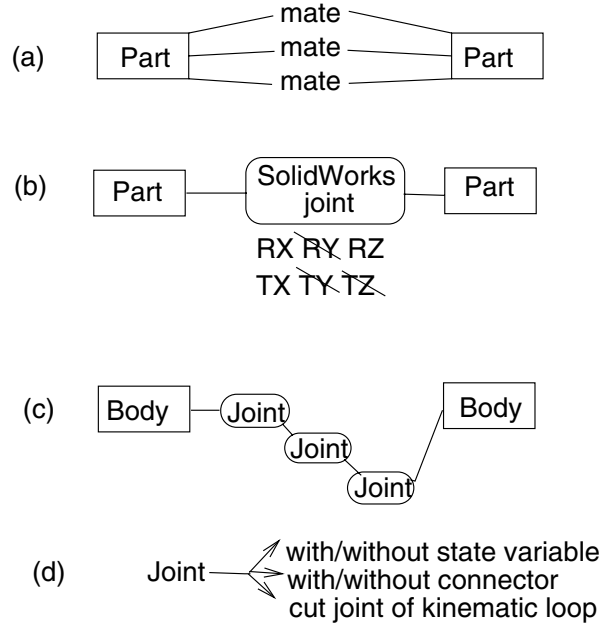 (a) Part mate Part
mate
mate
(b) Part SolidWorks joint Part
RX RY RZ
TX TY TZ
(c) Body Joint Body
Joint
Joint
(d) Joint with/without state variable
with/without connector
cut joint of kinematic loop